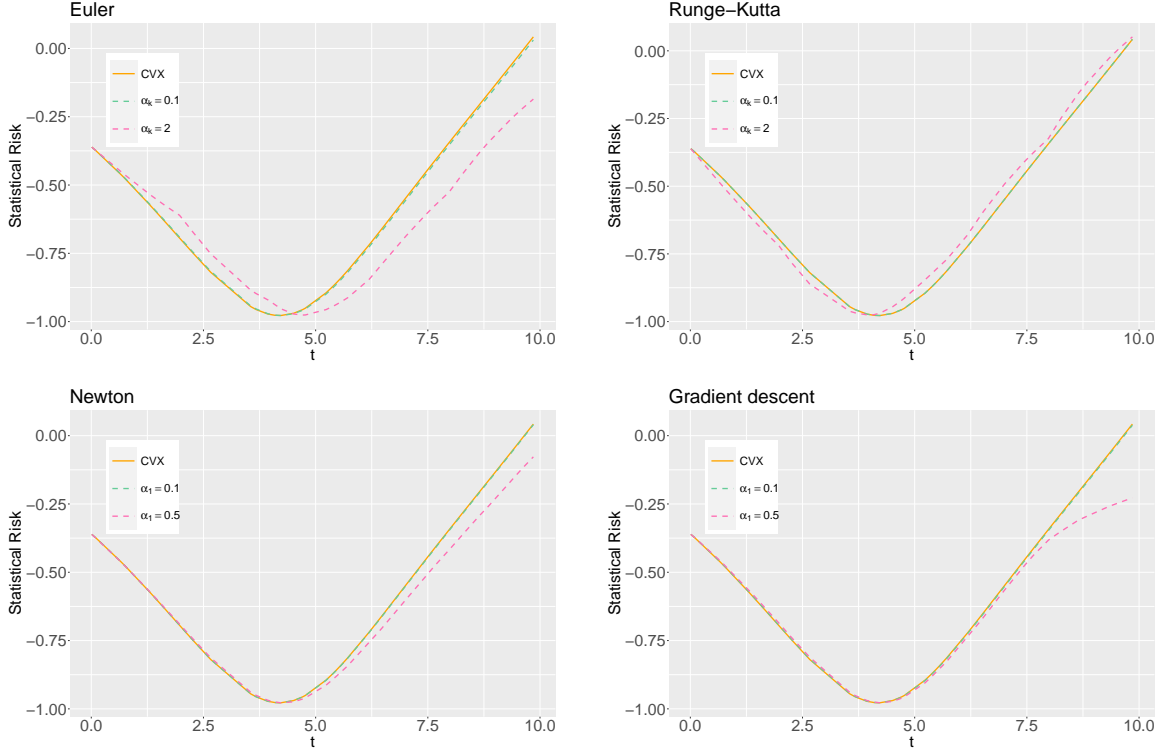 Euler
Statistical Risk
0.00
−0.25
−0.50
−0.75
−1.00
CVX
αk = 0.1
αk = 2
0.0 2.5 5.0 7.5 10.0
t
Runge−Kutta
Statistical Risk
0.00
−0.25
−0.50
−0.75
−1.00
CVX
αk = 0.1
αk = 2
0.0 2.5 5.0 7.5 10.0
t
Newton
Statistical Risk
0.00
−0.25
−0.50
−0.75
−1.00
CVX
α1 = 0.1
α1 = 0.5
0.0 2.5 5.0 7.5 10.0
t
Gradient descent
Statistical Risk
0.00
−0.25
−0.50
−0.75
−1.00
CVX
α1 = 0.1
α1 = 0.5
0.0 2.5 5.0 7.5 10.0
t